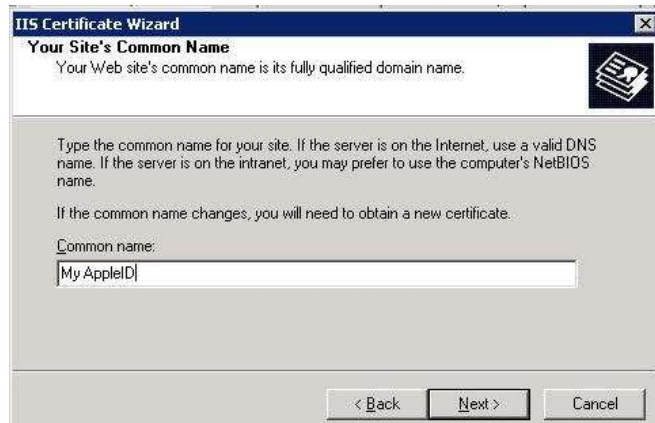 IIS Certificate Wizard
Your Site's Common Name
Your Web site's common name is its fully qualified domain name.
Type the common name for your site. If the server is on the Internet, use a valid DNS
name. If the server is on the intranet, you may prefer to use the computer's NetBIOS
name.
If the common name changes, you will need to obtain a new certificate.
Common name:
My AppleID
< Back
Next >
Cancel